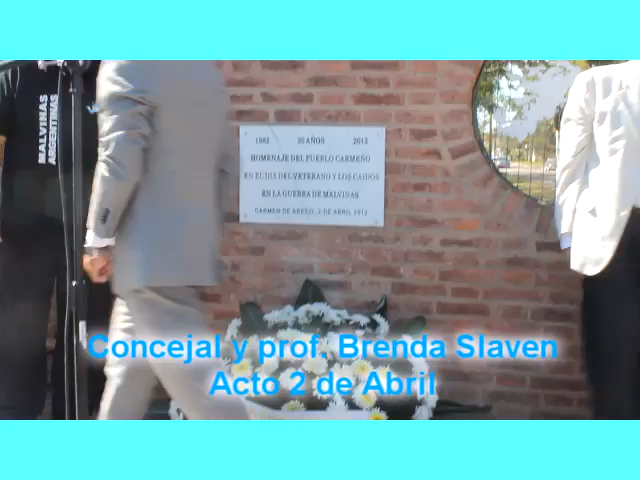 MALVINAS
ARGENTINAS
1982 30 AÑOS 2012
HOMENAJE DEL PUEBLO CARMEÑO
EN EL DIA DEL VETERANO Y LOS CAIDOS
EN LA GUERRA DE MALVINAS
CARMEN DE ARECO, 2 DE ABRIL 2012
Concejal y prof. Brenda Slaven
Acto 2 de Abril